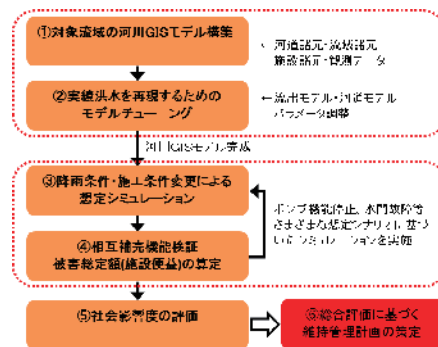 ①対象流域の河川GISモデル構築
←河道諸元・流域諸元
施設諸元・観測データ
②実績洪水を再現するための
モデルチューニング
←流出モデル・河道モデル
パラメータ調整
河川GISモデル完成
③降雨条件・施工条件変更による
想定シミュレーション
ポンプ機能停止、水門故障等
さまざまな想定シナリオに基づ
いたシミュレーションを実施
④相互補完機能検証
被害総定額(施設便益)の算定
⑤社会影響度の評価
⑥総合評価に基づく
維持管理計画の策定